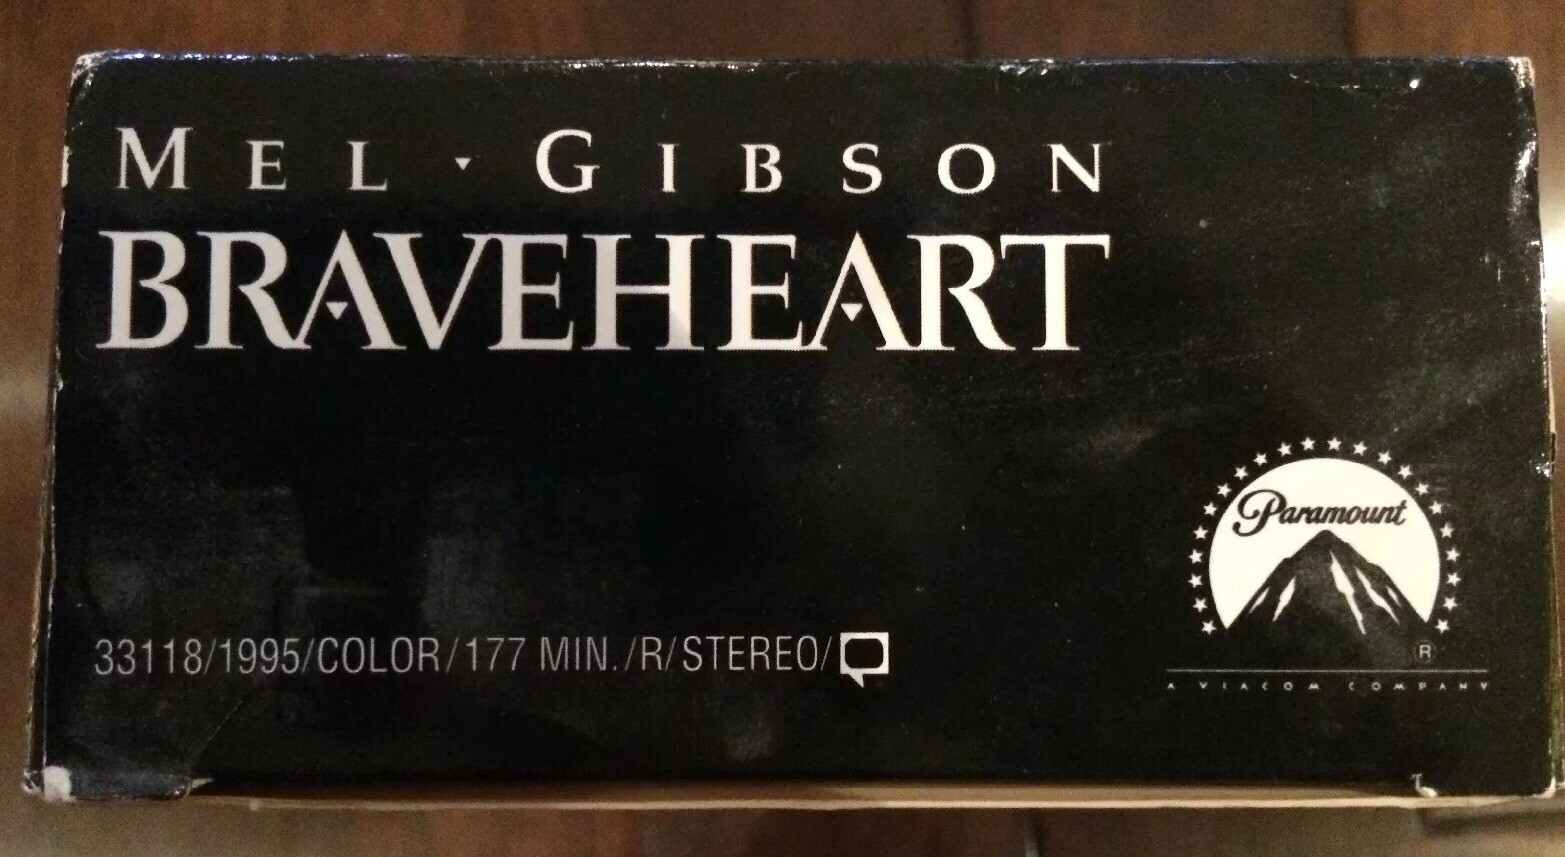 MEL ▾ GIBSON
BRAVEHEART
Paramount
®
33118/1995/COLOR/177 MIN./R/STEREO/
A VIACOM COMPANY